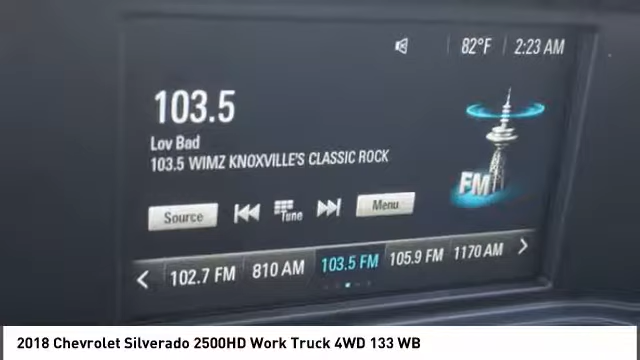 82°F 2:23 AM
103.5
Lov Bad
103.5 WIMZ KNOXVILLE'S CLASSIC ROCK
FM
Source Tune Menu
102.7 FM 810 AM 103.5 FM 105.9 FM 1170 AM
2018 Chevrolet Silverado 2500HD Work Truck 4WD 133 WB